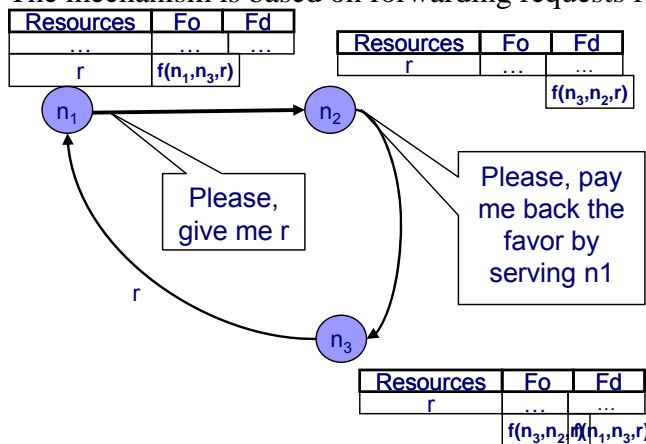 The mechanism is based on forwarding requests
Resources Fo Fd
... ... ...
r f(n1,n3,r)
Resources Fo Fd
r ... ...
f(n3,n2,r)
n1
n2
Please,
give me r
Please, pay
me back the
favor by
serving n1
r
n3
Resources Fo Fd
r ... ...
f(n3,n2,r) f(n1,n3,r)